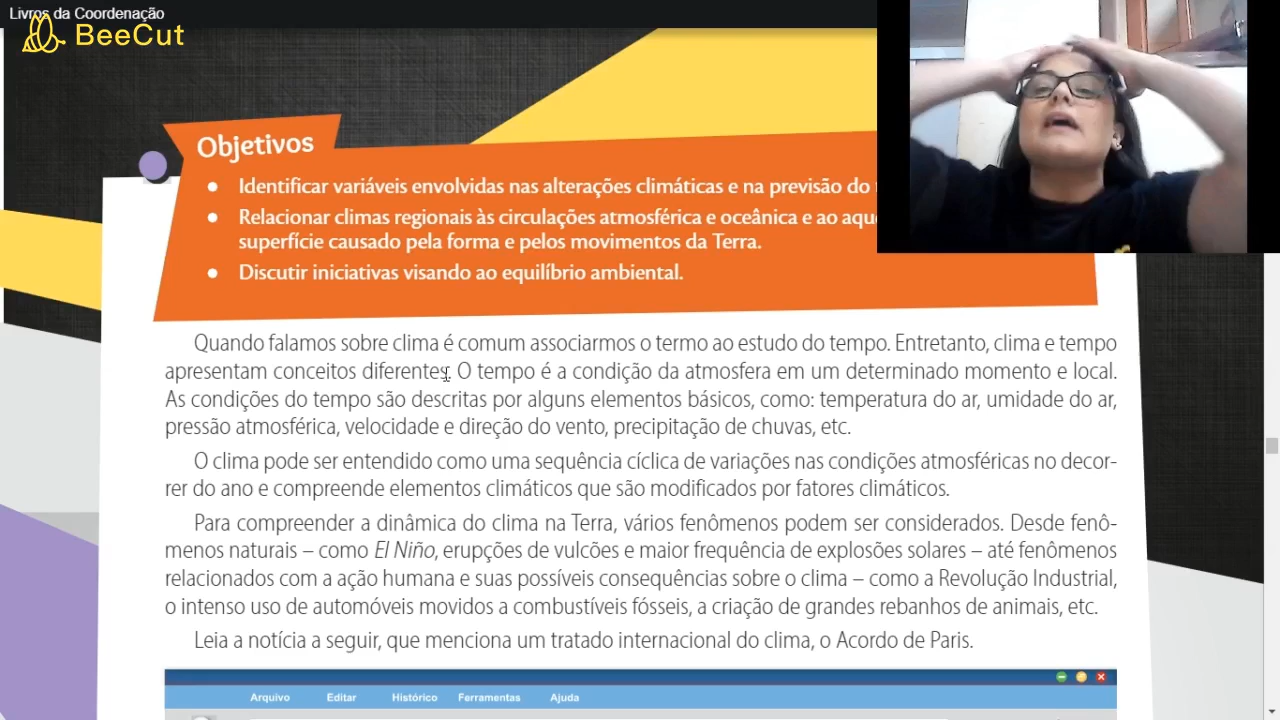 Livros da Coordenação
BeeCut
Objetivos
• Identificar variáveis envolvidas nas alterações climáticas e na previsão do
• Relacionar climas regionais às circulações atmosférica e oceânica e ao
superfície causado pela forma e pelos movimentos da Terra.
• Discutir iniciativas visando ao equilíbrio ambiental.
Quando falamos sobre clima é comum associarmos o termo ao estudo do tempo. Entretanto, clima e tempo
apresentam conceitos diferentes. O tempo é a condição da atmosfera em um determinado momento e local.
As condições do tempo são descritas por alguns elementos básicos, como: temperatura do ar, umidade do ar,
pressão atmosférica, velocidade e direção do vento, precipitação de chuvas, etc.
O clima pode ser entendido como uma sequência cíclica de variações nas condições atmosféricas no decor-
rer do ano e compreende elementos climáticos que são modificados por fatores climáticos.
Para compreender a dinâmica do clima na Terra, vários fenômenos podem ser considerados. Desde fenô-
menos naturais – como El Niño, erupções de vulcões e maior frequência de explosões solares – até fenômenos
relacionados com a ação humana e suas possíveis consequências sobre o clima – como a Revolução Industrial,
o intenso uso de automóveis movidos a combustíveis fósseis, a criação de grandes rebanhos de animais, etc.
Leia a notícia a seguir, que menciona um tratado internacional do clima, o Acordo de Paris.
Arquivo Editar Histórico Ferramentas Ajuda